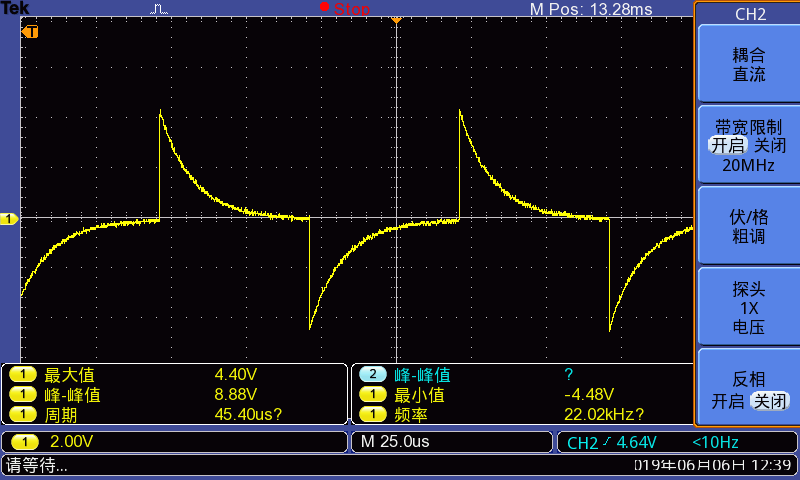 Tek Stop M Pos: 13.28ms CH2
T
耦合
直流
带宽限制
开启 关闭
20MHz
1
伏/格
粗调
探头
1X
电压
反相
开启 关闭
1 最大值 4.40V
1 峰-峰值 8.88V
1 周期 45.40us?
2 峰-峰值 ?
1 最小值 -4.48V
1 频率 22.02kHz?
1 2.00V M 25.0us CH2 4.64V <10Hz
请等待... 019年06月06日 12:39